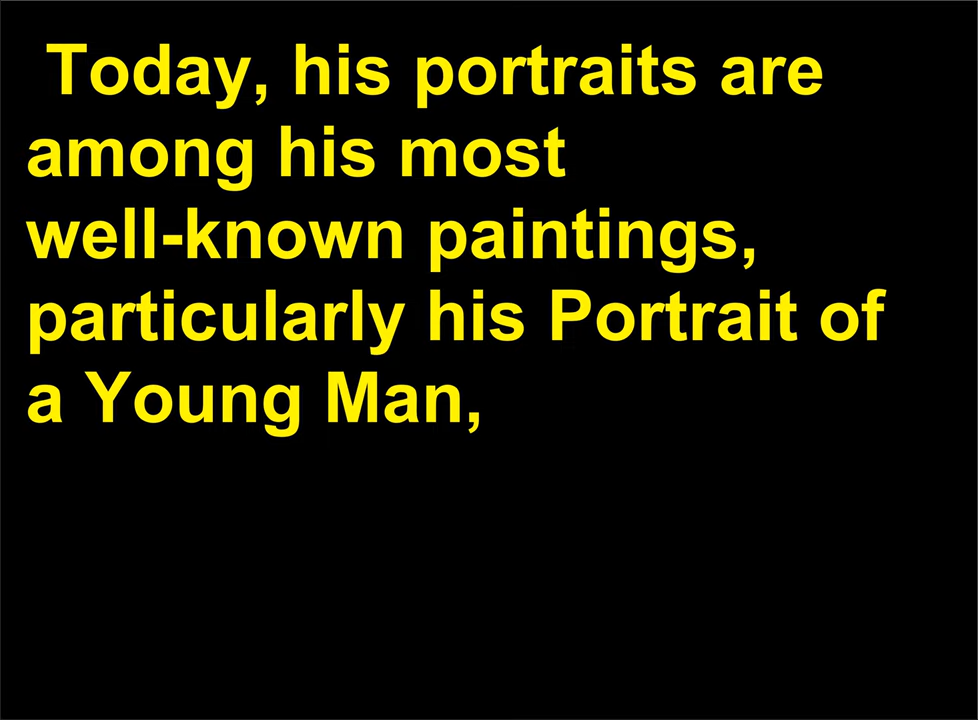 Today, his portraits are
among his most
well-known paintings,
particularly his Portrait of
a Young Man,